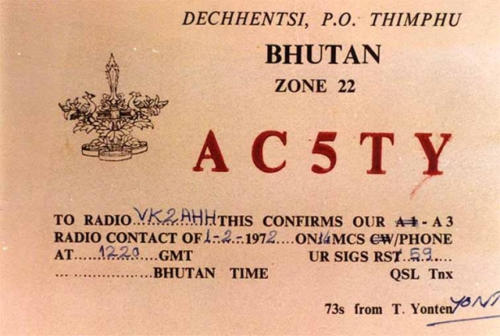 DECHHENTSI, P.O. THIMPHU
BHUTAN
ZONE 22
AC5TY
TO RADIO...VK2AHH...THIS CONFIRMS OUR A1 - A3
RADIO CONTACT OF 1-2-1972...ON 14 MCS CW/PHONE
AT......1220......GMT UR SIGS RST 59
... ............... BHUTAN TIME QSL Tnx
73s from T. Yonten